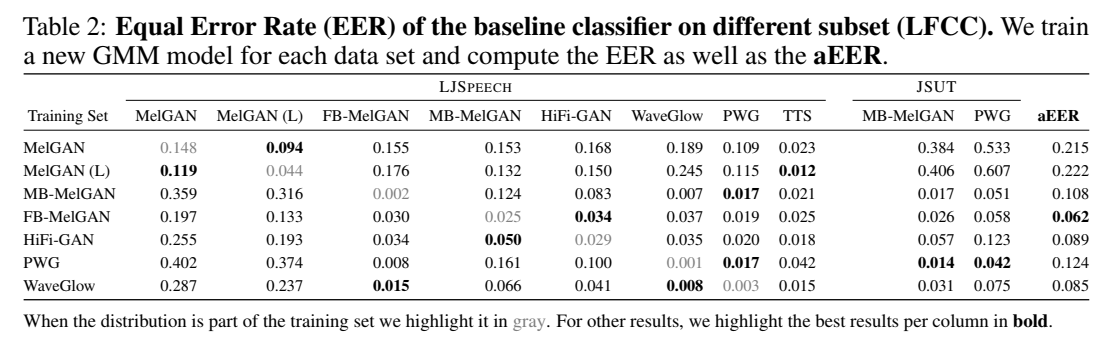 Table 2: Equal Error Rate (EER) of the baseline classifier on different subset (LFCC). We train
a new GMM model for each data set and compute the EER as well as the aEER.
LJSPEECH JSUT
Training Set MelGAN MelGAN (L) FB-MelGAN MB-MelGAN HiFi-GAN WaveGlow PWG TTS MB-MelGAN PWG aEER
MelGAN 0.148 0.094 0.155 0.153 0.168 0.189 0.109 0.023 0.384 0.533 0.215
MelGAN (L) 0.119 0.044 0.176 0.132 0.150 0.245 0.115 0.012 0.406 0.607 0.222
MB-MelGAN 0.359 0.316 0.002 0.124 0.083 0.007 0.017 0.021 0.017 0.051 0.108
FB-MelGAN 0.197 0.133 0.030 0.025 0.034 0.037 0.019 0.025 0.026 0.058 0.062
HiFi-GAN 0.255 0.193 0.034 0.050 0.029 0.035 0.020 0.018 0.057 0.123 0.089
PWG 0.402 0.374 0.008 0.161 0.100 0.001 0.017 0.042 0.014 0.042 0.124
WaveGlow 0.287 0.237 0.015 0.066 0.041 0.008 0.003 0.015 0.031 0.075 0.085
When the distribution is part of the training set we highlight it in gray. For other results, we highlight the best results per column in bold.